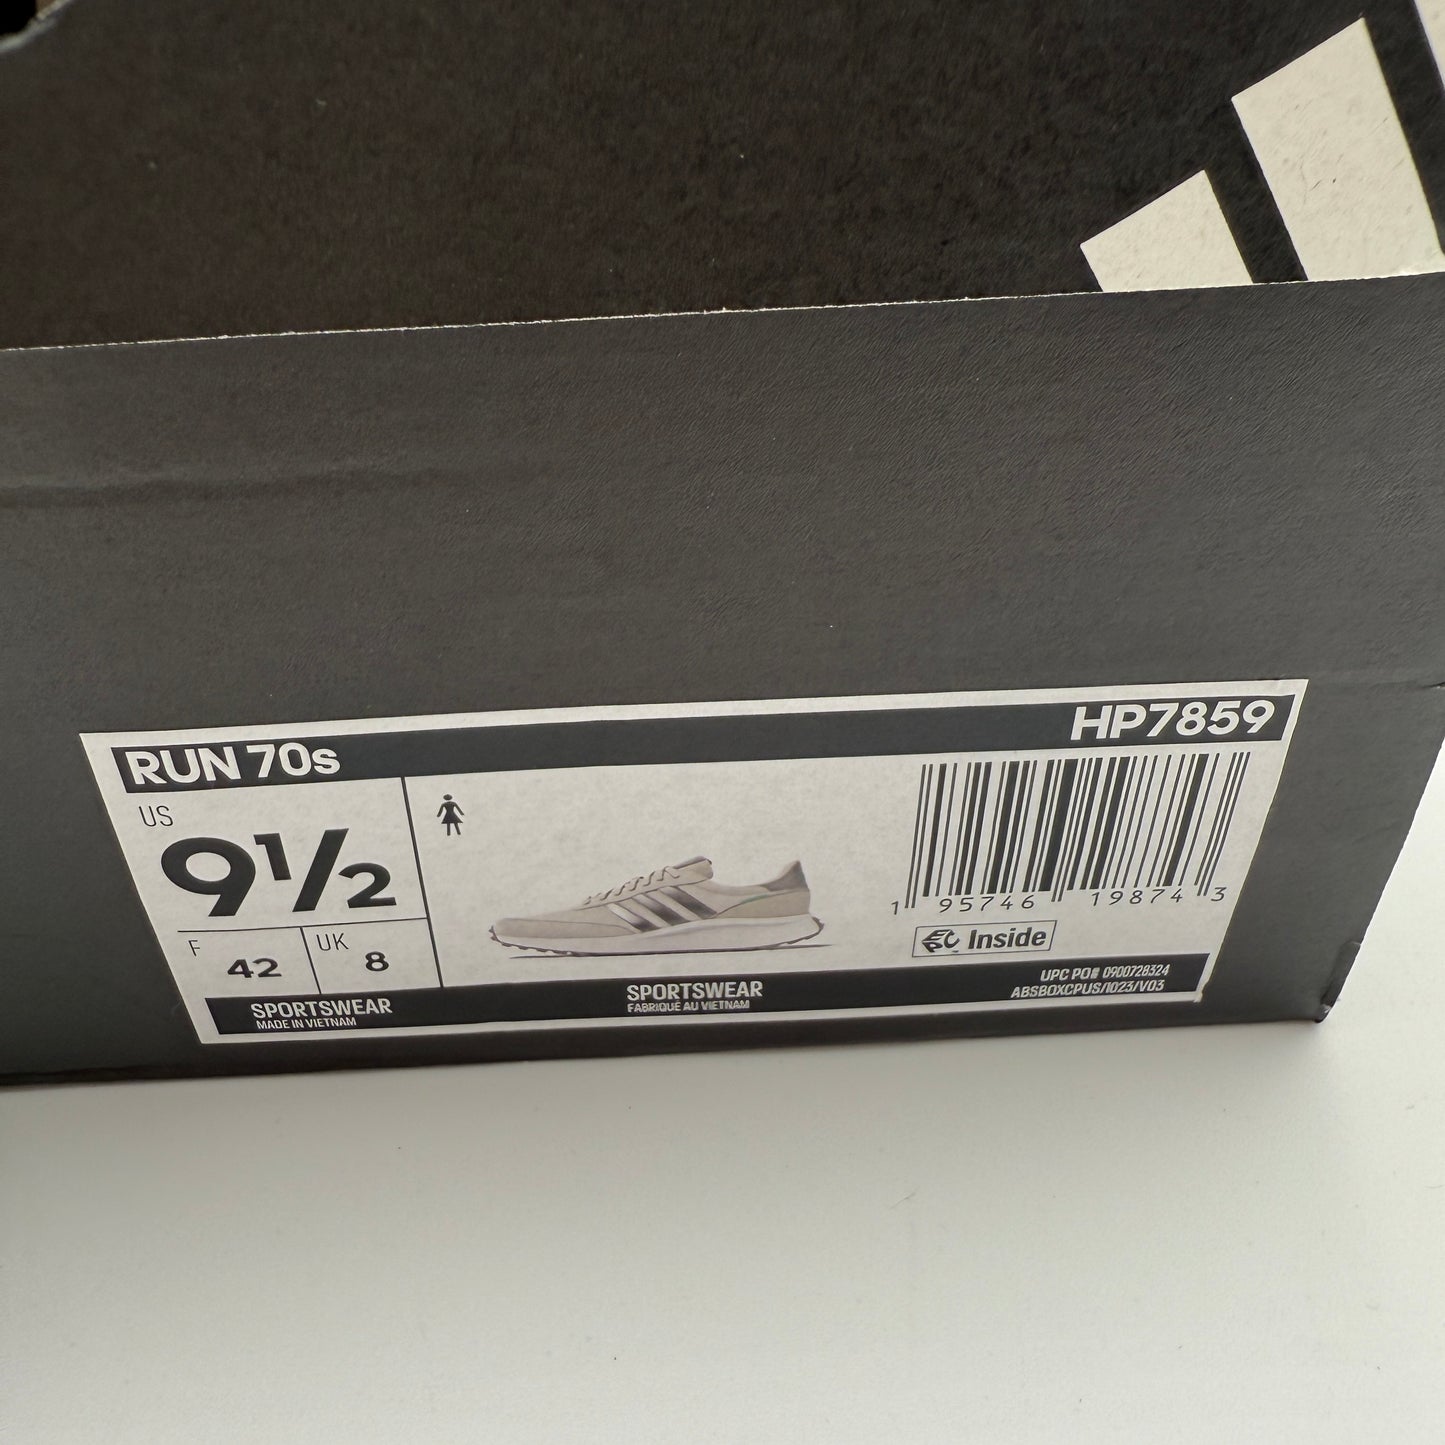 RUN 70s
HP7859
US
9½
F
42
UK
8
1 95746 19874 3
EPC Inside
SPORTSWEAR
MADE IN VIETNAM
SPORTSWEAR
FABRIQUÉ AU VIETNAM
UPC PO# 0900728324
ABSBOXCPUS/1023/V03